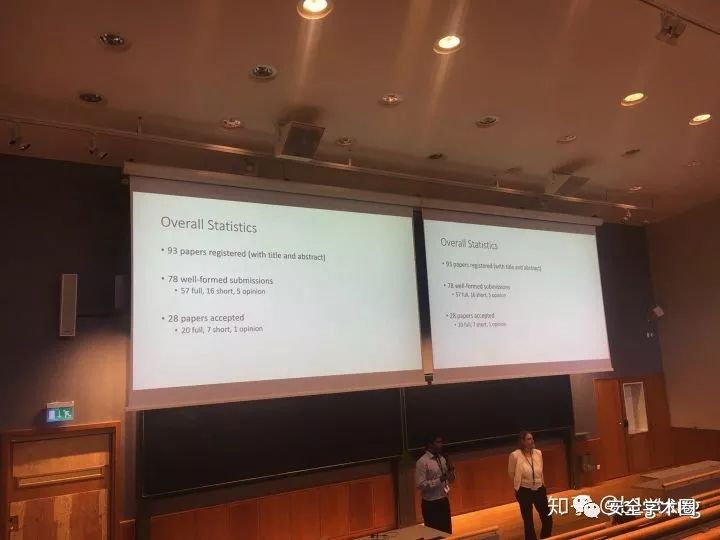 Overall Statistics
• 93 papers registered (with title and abstract)
• 78 well-formed submissions
• 57 full, 16 short, 5 opinion
• 28 papers accepted
• 20 full, 7 short, 1 opinion
Overall Statistics
• 93 papers registered (with title and abstract)
• 78 well-formed submissions
• 57 full, 16 short, 5 opinion
• 28 papers accepted
• 20 full, 7 short, 1 opinion
安全学术圈